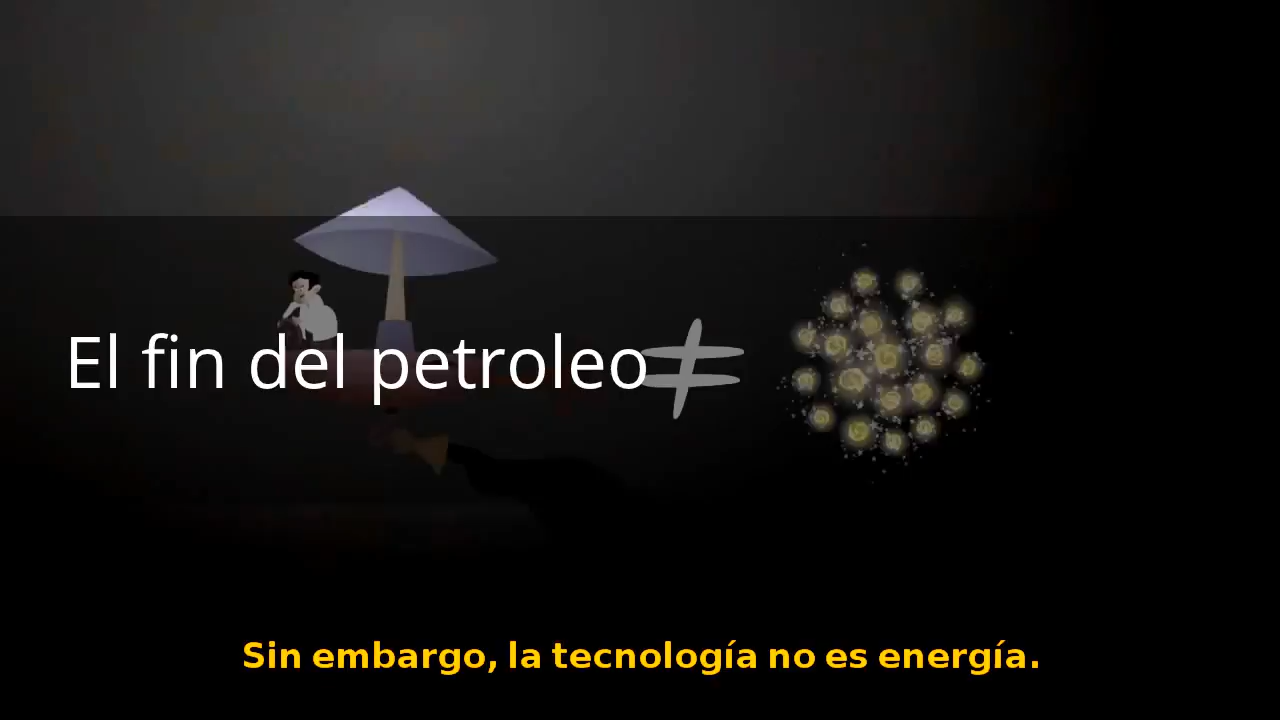 El fin del petroleo
≠
Sin embargo, la tecnología no es energía.